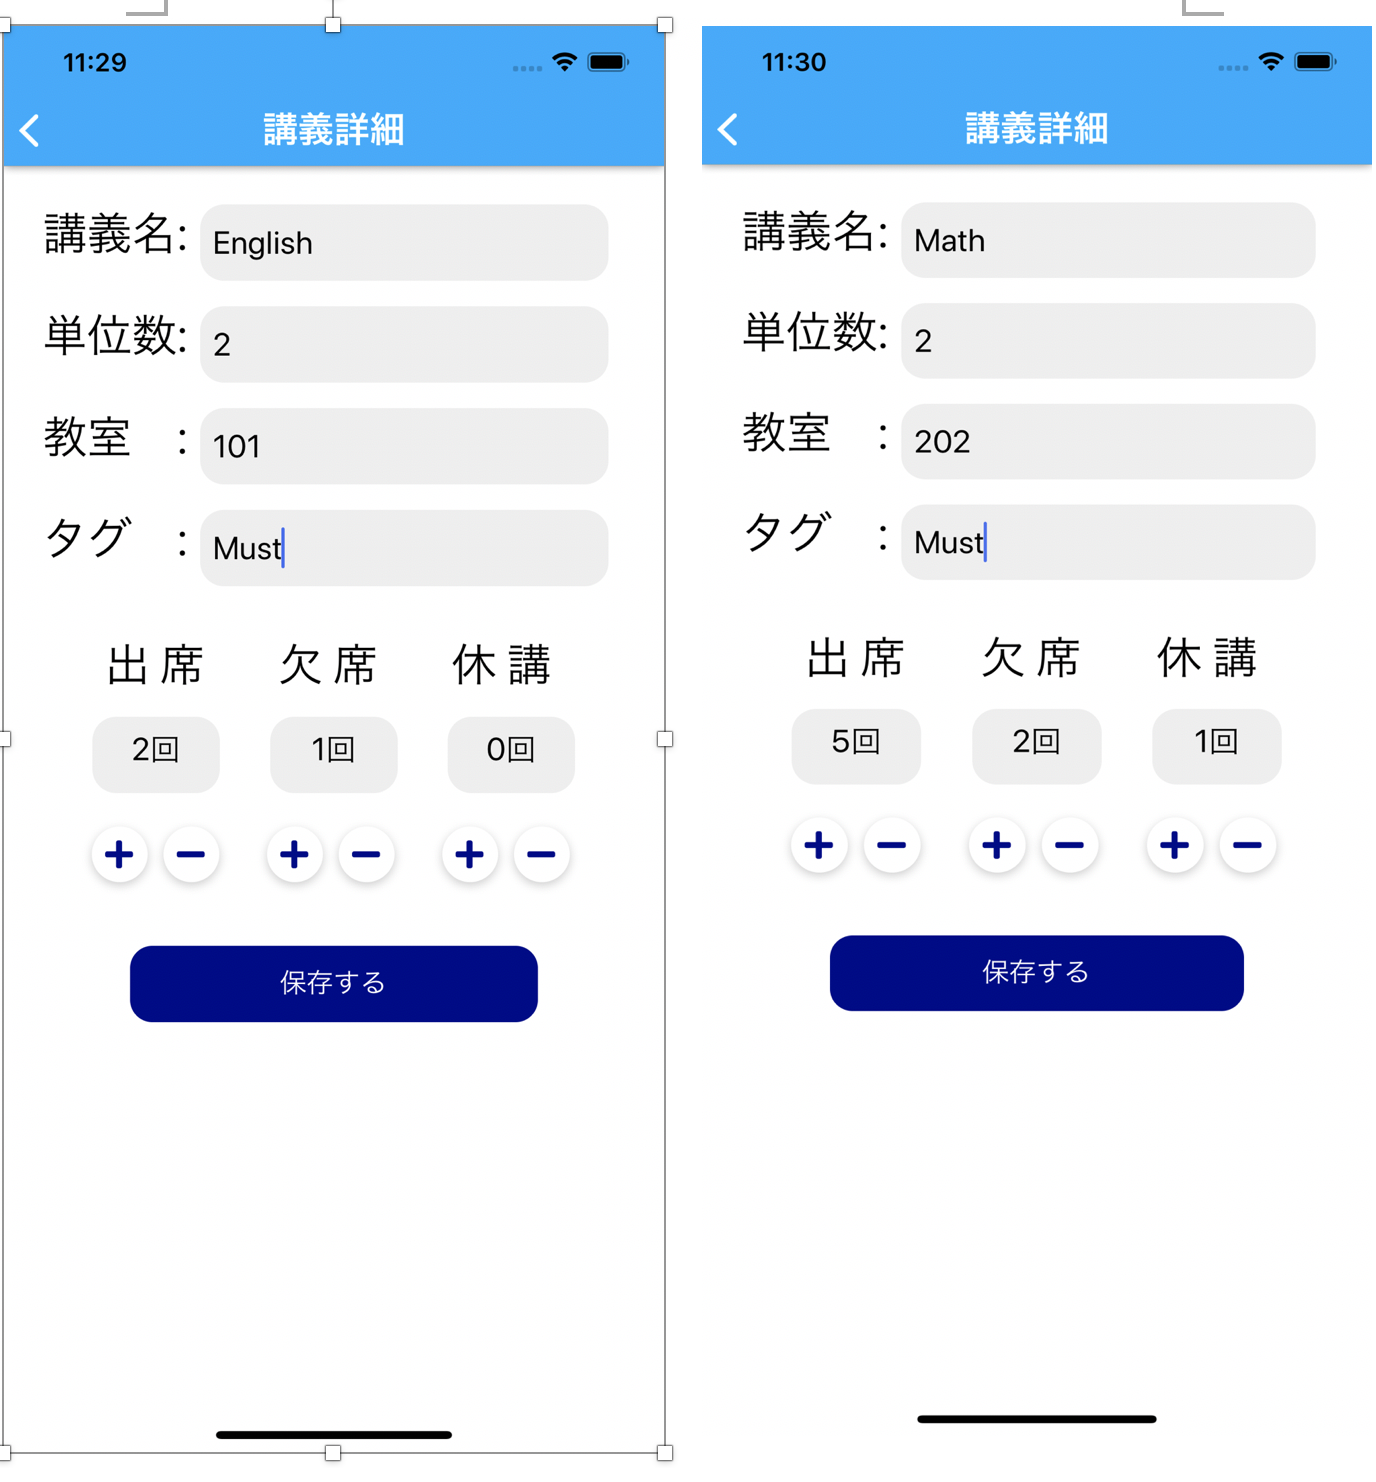 11:29
講義詳細
講義名: English
単位数: 2
教室　: 101
タグ　: Must
出席 欠席 休講
2回 1回 0回
+ − + − + −
保存する
11:30
講義詳細
講義名: Math
単位数: 2
教室　: 202
タグ　: Must
出席 欠席 休講
5回 2回 1回
+ − + − + −
保存する